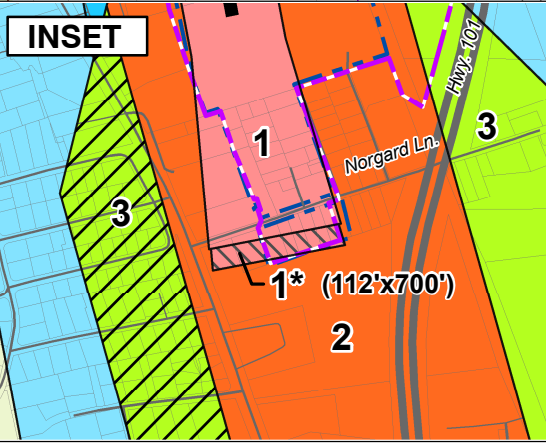 INSET
Hwy. 101
3
1
Norgard Ln.
3
1* (112'x700')
2